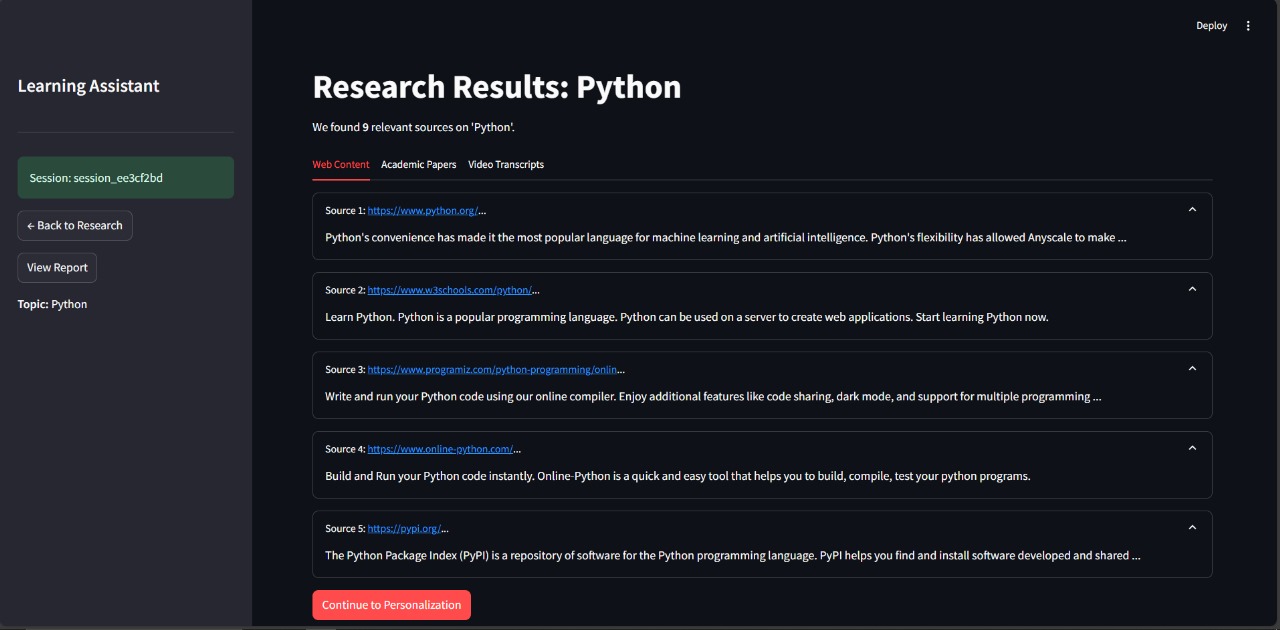 Deploy
Learning Assistant
Session: session_ee3cf2bd
← Back to Research
View Report
Topic: Python
Research Results: Python
We found 9 relevant sources on 'Python'.
Web Content Academic Papers Video Transcripts
Source 1: https://www.python.org/...
Python's convenience has made it the most popular language for machine learning and artificial intelligence. Python's flexibility has allowed Anyscale to make ...
Source 2: https://www.w3schools.com/python/...
Learn Python. Python is a popular programming language. Python can be used on a server to create web applications. Start learning Python now.
Source 3: https://www.programiz.com/python-programming/onlin...
Write and run your Python code using our online compiler. Enjoy additional features like code sharing, dark mode, and support for multiple programming ...
Source 4: https://www.online-python.com/...
Build and Run your Python code instantly. Online-Python is a quick and easy tool that helps you to build, compile, test your python programs.
Source 5: https://pypi.org/...
The Python Package Index (PyPI) is a repository of software for the Python programming language. PyPI helps you find and install software developed and shared ...
Continue to Personalization